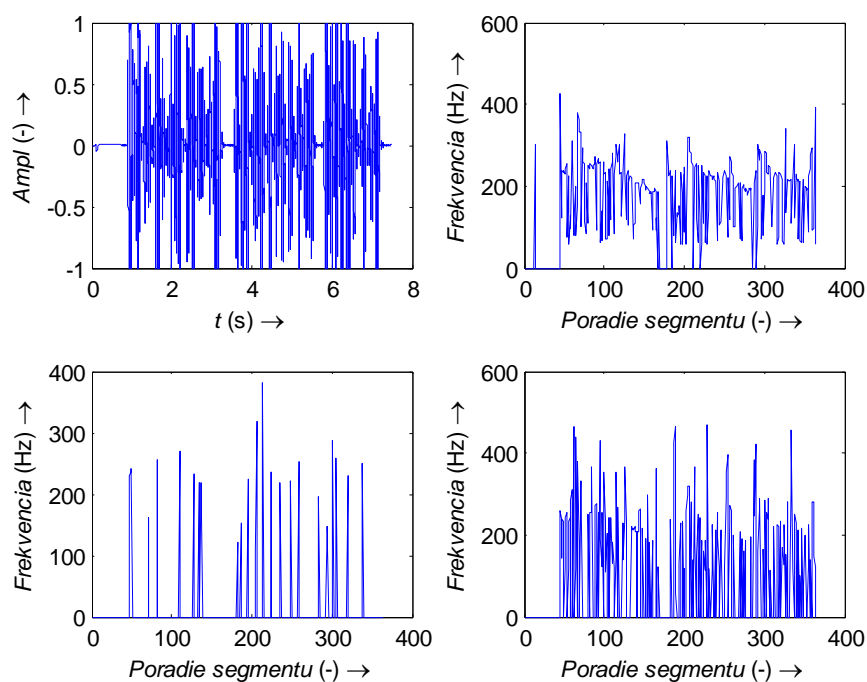 1
0.5
0
-0.5
-1
Ampl (-) →
0 2 4 6 8
t (s) →
600
400
200
0
Frekvencia (Hz) →
0 100 200 300 400
Poradie segmentu (-) →
400
300
200
100
0
Frekvencia (Hz) →
0 100 200 300 400
Poradie segmentu (-) →
600
400
200
0
Frekvencia (Hz) →
0 100 200 300 400
Poradie segmentu (-) →